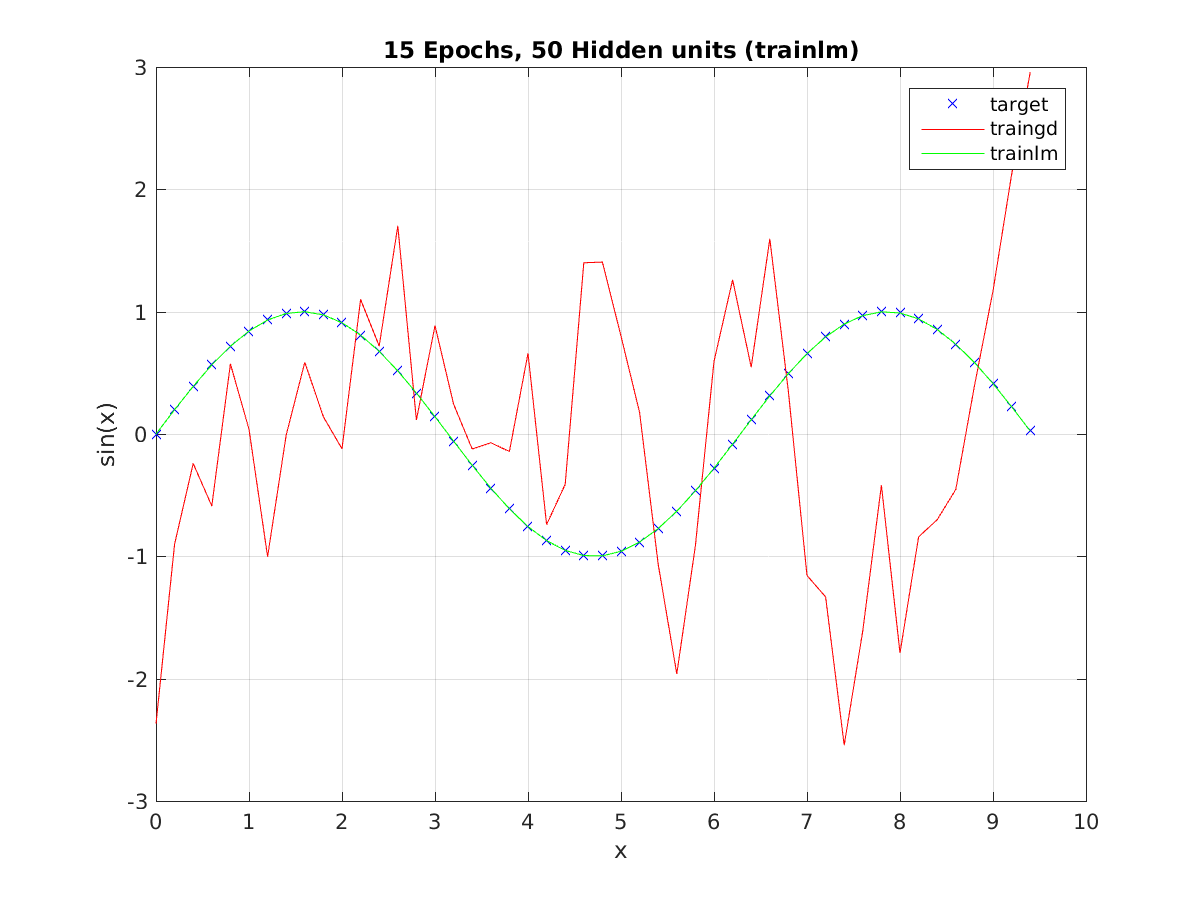 15 Epochs, 50 Hidden units (trainlm)
target
traingd
trainlm
3
2
1
0
-1
-2
-3
sin(x)
0 1 2 3 4 5 6 7 8 9 10
x